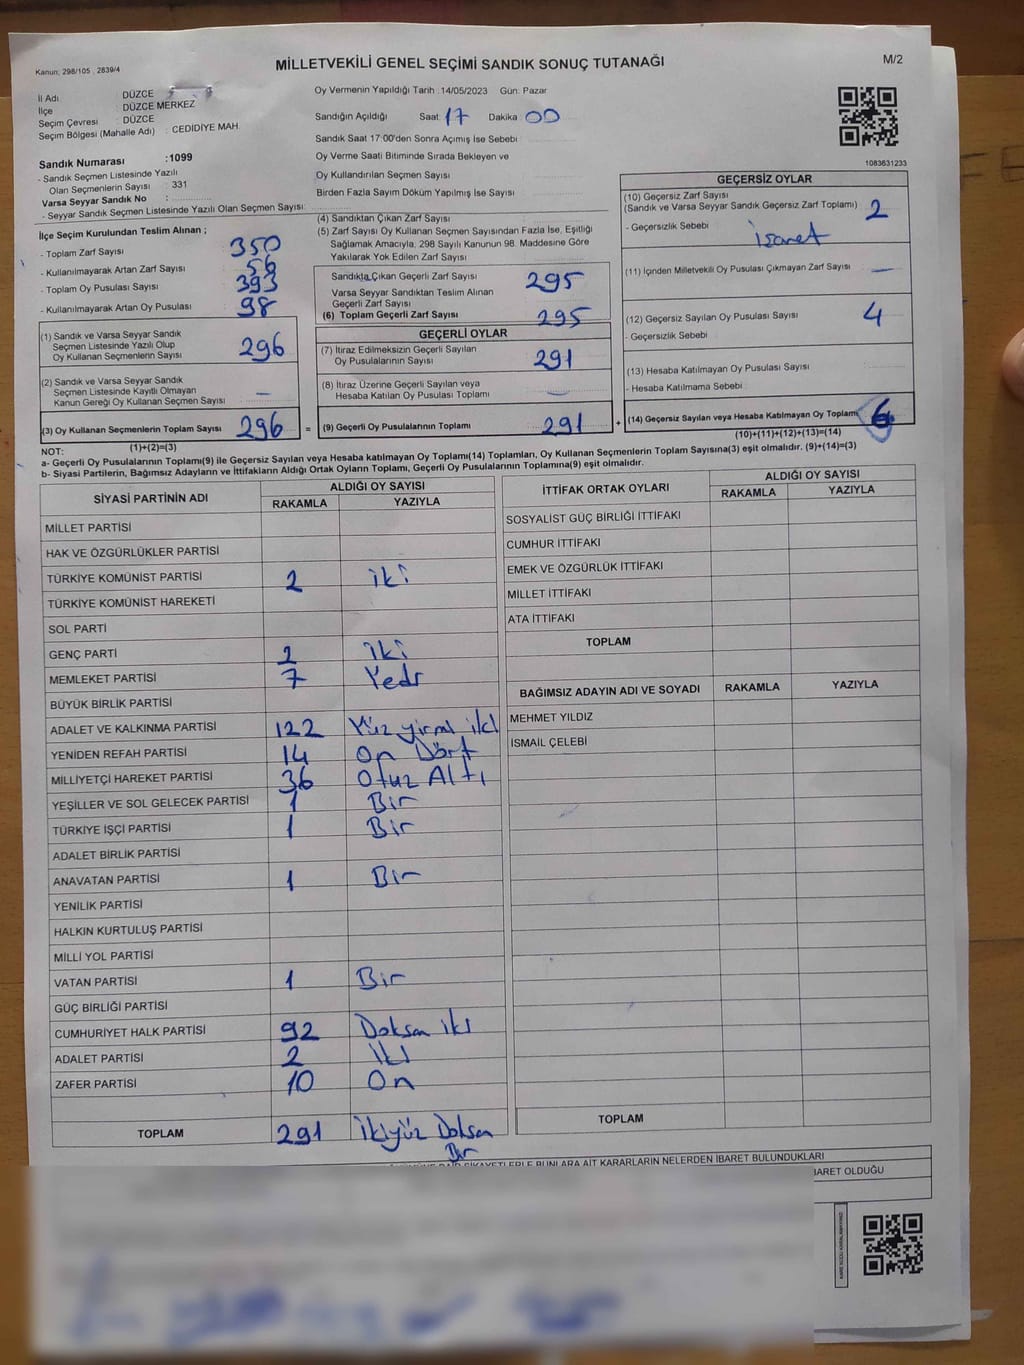 Kanun; 298/105 , 2839/4
MİLLETVEKİLİ GENEL SEÇİMİ SANDIK SONUÇ TUTANAĞI
M/2
İl Adı DÜZCE
İlçe DÜZCE MERKEZ
Seçim Çevresi : DÜZCE
Seçim Bölgesi (Mahalle Adı) : CEDİDİYE MAH.
Oy Vermenin Yapıldığı Tarih :14/05/2023 Gün: Pazar
Sandığın Açıldığı Saat: 17 Dakika: 00
Sandık Saat 17:00'den Sonra Açımış İse Sebebi :
Oy Verme Saati Bitiminde Sırada Bekleyen ve
Oy Kullandırılan Seçmen Sayısı :
Birden Fazla Sayım Döküm Yapılmış İse Sayısı :
1083631233
Sandık Numarası :1099
- Sandık Seçmen Listesinde Yazılı
Olan Seçmenlerin Sayısı : 331
Varsa Seyyar Sandık No :
- Seyyar Sandık Seçmen Listesinde Yazılı Olan Seçmen Sayısı:
İlçe Seçim Kurulundan Teslim Alınan ;
- Toplam Zarf Sayısı : 350
- Kullanılmayarak Artan Zarf Sayısı : 56
- Toplam Oy Pusulası Sayısı : 393
- Kullanılmayarak Artan Oy Pusulası : 98
(1) Sandık ve Varsa Seyyar Sandık
Seçmen Listesinde Yazılı Olup
Oy Kullanan Seçmenlerin Sayısı : 296
(2) Sandık ve Varsa Seyyar Sandık
Seçmen Listesinde Kayıtlı Olmayan
Kanun Gereği Oy Kullanan Seçmen Sayısı : —
(3) Oy Kullanan Seçmenlerin Toplam Sayısı : 296 =
(1)+(2)=(3)
(4) Sandıktan Çıkan Zarf Sayısı :
(5) Zarf Sayısı Oy Kullanan Seçmen Sayısından Fazla İse, Eşitliği
Sağlamak Amacıyla, 298 Sayılı Kanunun 98. Maddesine Göre
Yakılarak Yok Edilen Zarf Sayısı :
Sandıkta Çıkan Geçerli Zarf Sayısı : 295
Varsa Seyyar Sandıktan Teslim Alınan
Geçerli Zarf Sayısı :
(6) Toplam Geçerli Zarf Sayısı : 295
GEÇERLİ OYLAR
(7) İtiraz Edilmeksizin Geçerli Sayılan
Oy Pusulalarının Sayısı : 291
(8) İtiraz Üzerine Geçerli Sayılan veya
Hesaba Katılan Oy Pusulası Toplamı : —
(9) Geçerli Oy Pusulalarının Toplamı : 291 +
GEÇERSİZ OYLAR
(10) Geçersiz Zarf Sayısı
(Sandık ve Varsa Seyyar Sandık Geçersiz Zarf Toplamı) : 2
- Geçersizlik Sebebi : İsaret
(11) İçinden Milletvekili Oy Pusulası Çıkmayan Zarf Sayısı : —
(12) Geçersiz Sayılan Oy Pusulası Sayısı : 4
- Geçersizlik Sebebi :
(13) Hesaba Katılmayan Oy Pusulası Sayısı :
- Hesaba Katılmama Sebebi :
(14) Geçersiz Sayılan veya Hesaba Katılmayan Oy Toplamı : 6
(10)+(11)+(12)+(13)=(14)
NOT:
a- Geçerli Oy Pusulalarının Toplamı(9) ile Geçersiz Sayılan veya Hesaba katılmayan Oy Toplamı(14) Toplamları, Oy Kullanan Seçmenlerin Toplam Sayısına(3) eşit olmalıdır. (9)+(14)=(3)
b- Siyasi Partilerin, Bağımsız Adayların ve İttifakların Aldığı Ortak Oyların Toplamı, Geçerli Oy Pusulalarının Toplamına(9) eşit olmalıdır.
SİYASİ PARTİNİN ADI ALDIĞI OY SAYISI
RAKAMLA YAZIYLA
MİLLET PARTİSİ
HAK VE ÖZGÜRLÜKLER PARTİSİ
TÜRKİYE KOMÜNİST PARTİSİ 2 iki
TÜRKİYE KOMÜNİST HAREKETİ
SOL PARTİ
GENÇ PARTİ 2 iki
MEMLEKET PARTİSİ 7 Yedi
BÜYÜK BİRLİK PARTİSİ
ADALET VE KALKINMA PARTİSİ 122 Yüz yirmi iki
YENİDEN REFAH PARTİSİ 14 On Dört
MİLLİYETÇİ HAREKET PARTİSİ 36 Otuz Altı
YEŞİLLER VE SOL GELECEK PARTİSİ 1 Bir
TÜRKİYE İŞÇİ PARTİSİ 1 Bir
ADALET BİRLİK PARTİSİ
ANAVATAN PARTİSİ 1 Bir
YENİLİK PARTİSİ
HALKIN KURTULUŞ PARTİSİ
MİLLİ YOL PARTİSİ
VATAN PARTİSİ 1 Bir
GÜÇ BİRLİĞİ PARTİSİ
CUMHURİYET HALK PARTİSİ 92 Doksan iki
ADALET PARTİSİ 2 iki
ZAFER PARTİSİ 10 On
TOPLAM 291 İkiyüz Doksan
Bir
İTTİFAK ORTAK OYLARI ALDIĞI OY SAYISI
RAKAMLA YAZIYLA
SOSYALİST GÜÇ BİRLİĞİ İTTİFAKI
CUMHUR İTTİFAKI
EMEK VE ÖZGÜRLÜK İTTİFAKI
MİLLET İTTİFAKI
ATA İTTİFAKI
TOPLAM
BAĞIMSIZ ADAYIN ADI VE SOYADI RAKAMLA YAZIYLA
MEHMET YILDIZ
İSMAİL ÇELEBİ
TOPLAM
ŞİKAYETLERLE BUNLARA AİT KARARLARIN NELERDEN İBARET BULUNDUKLARI
İBARET OLDUĞU